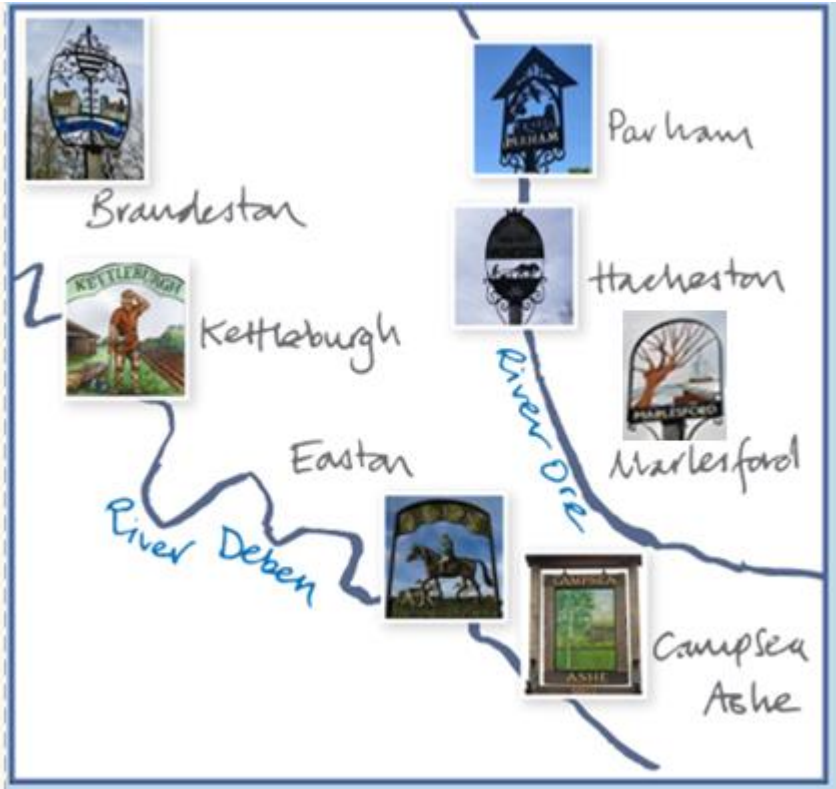 Parham
PARHAM
Brandeston
Hacheston
KETTLEBURGH
Kettleburgh
MARLESFORD
Marlesford
Easton
River Ore
River Deben
CAMPSEA
ASHE
Campsea
Ashe